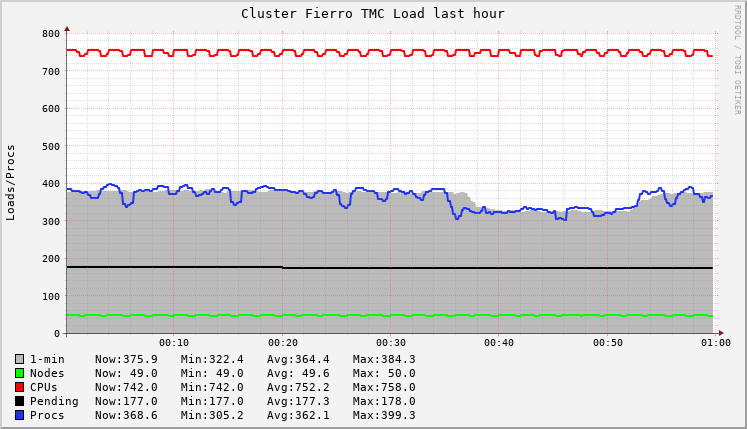 Cluster Fierro TMC Load last hour
RRDTOOL / TOBI OETIKER
Loads/Procs
800
700
600
500
400
300
200
100
0
00:10 00:20 00:30 00:40 00:50 01:00
1-min Now:375.9 Min:322.4 Avg:364.4 Max:384.3
Nodes Now: 49.0 Min: 49.0 Avg: 49.6 Max: 50.0
CPUs Now:742.0 Min:742.0 Avg:752.2 Max:758.0
Pending Now:177.0 Min:177.0 Avg:177.3 Max:178.0
Procs Now:368.6 Min:305.2 Avg:362.1 Max:399.3